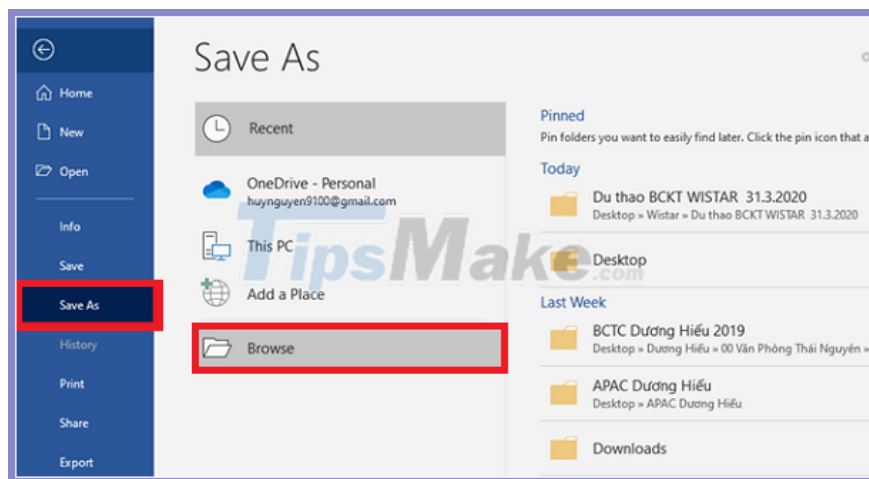 Save As
Home
New
Open
Info
Save
Save As
History
Print
Share
Export
Recent
OneDrive - Personal
huynguyen9100@gmail.com
This PC
Add a Place
Browse
TipsMake
.com
Pinned
Pin folders you want to easily find later. Click the pin icon that a
Today
Du thao BCKT WISTAR 31.3.2020
Desktop » Wistar » Du thao BCKT WISTAR 31.3.2020
Desktop
Last Week
BCTC Dương Hiếu 2019
Desktop » Dương Hiếu » 00 Văn Phòng Thái Nguyên »
APAC Dương Hiếu
Desktop » APAC Dương Hiếu
Downloads